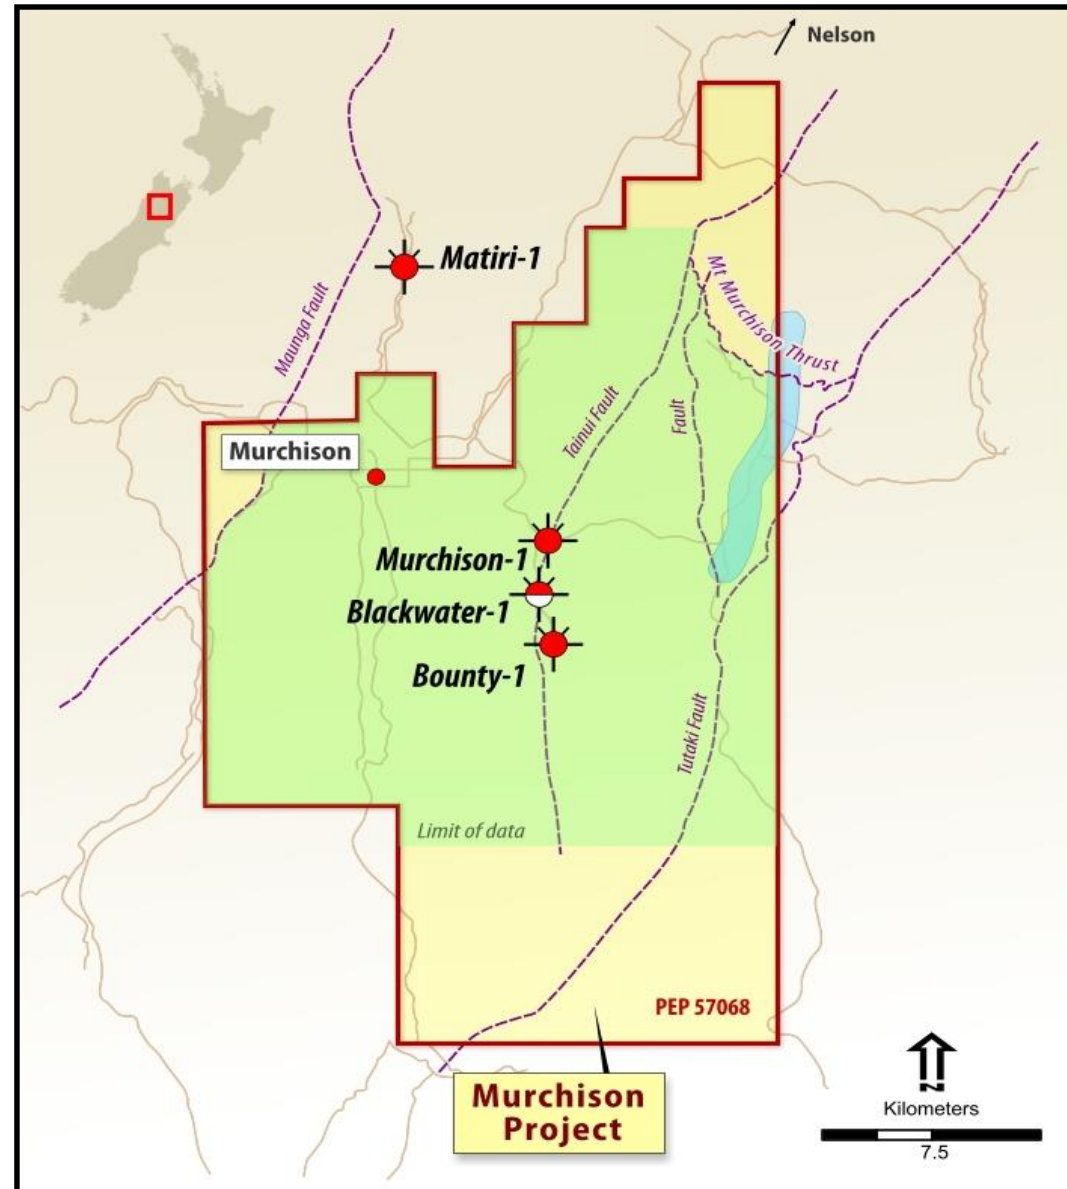 Nelson
Matiri-1
Maunga Fault
Mt Murchison Thrust
Tainui Fault
Fault
Murchison
Murchison-1
Blackwater-1
Bounty-1
Tutaki Fault
Limit of data
PEP 57068
Murchison
Project
N
Kilometers
7.5